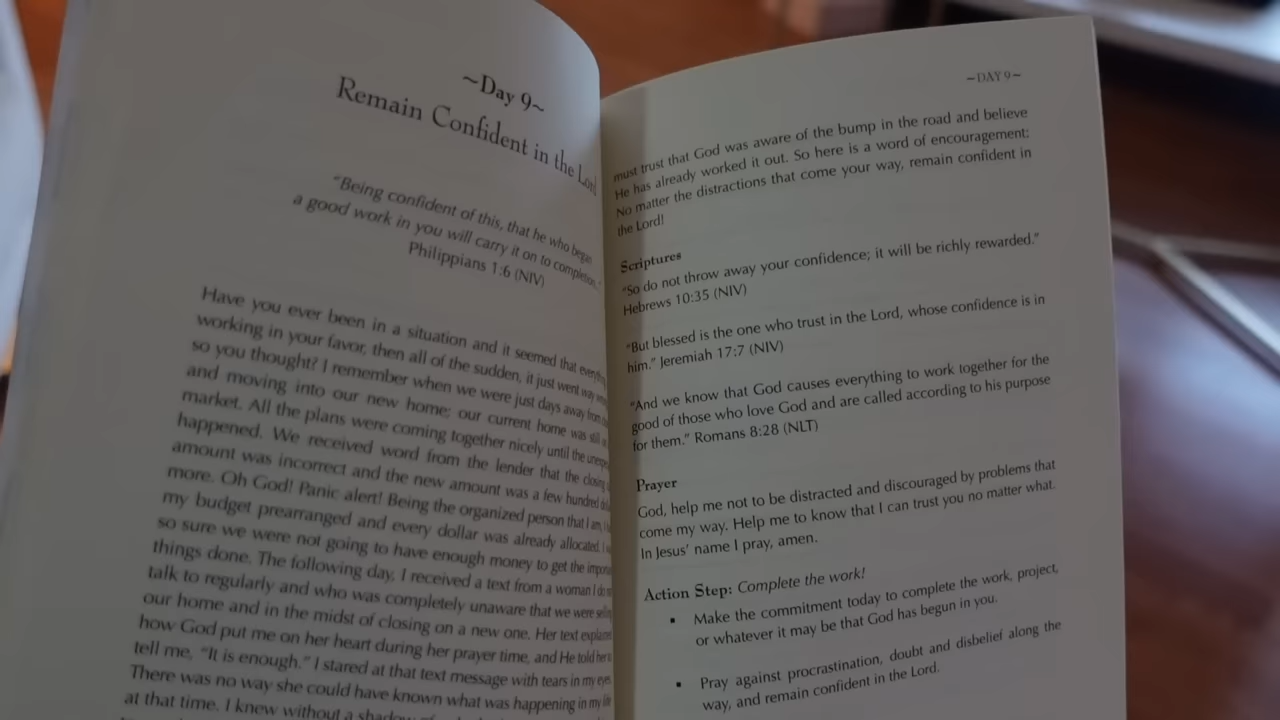 ~Day 9~
Remain Confident in the Lord
"Being confident of this, that he who began
a good work in you will carry it on to completion."
Philippians 1:6 (NIV)
Have you ever been in a situation and it seemed that
working in your favor, then all of the sudden, it just went way
so you thought? I remember when we were just days away from
and moving into our new home; our current home was still
market. All the plans were coming together nicely until the
happened. We received word from the lender that the closing
amount was incorrect and the new amount was a few hundred
more. Oh God! Panic alert! Being the organized person that I am,
my budget prearranged and every dollar was already allocated. I
so sure we were not going to have enough money to get the
things done. The following day, I received a text from a woman I
talk to regularly and who was completely unaware that we were
our home and in the midst of closing on a new one. Her text
how God put me on her heart during her prayer time, and He told
tell me, "It is enough." I stared at that text message with tears in my
There was no way she could have known what was happening in my
at that time. I knew without a
~DAY 9~
must trust that God was aware of the bump in the road and believe
He has already worked it out. So here is a word of encouragement:
No matter the distractions that come your way, remain confident in
the Lord!
Scriptures
"So do not throw away your confidence; it will be richly rewarded."
Hebrews 10:35 (NIV)
"But blessed is the one who trust in the Lord, whose confidence is in
him." Jeremiah 17:7 (NIV)
"And we know that God causes everything to work together for the
good of those who love God and are called according to his purpose
for them." Romans 8:28 (NLT)
Prayer
God, help me not to be distracted and discouraged by problems that
come my way. Help me to know that I can trust you no matter what.
In Jesus' name I pray, amen.
Action Step: Complete the work!
▪ Make the commitment today to complete the work, project,
or whatever it may be that God has begun in you.
▪ Pray against procrastination, doubt and disbelief along the
way, and remain confident in the Lord.